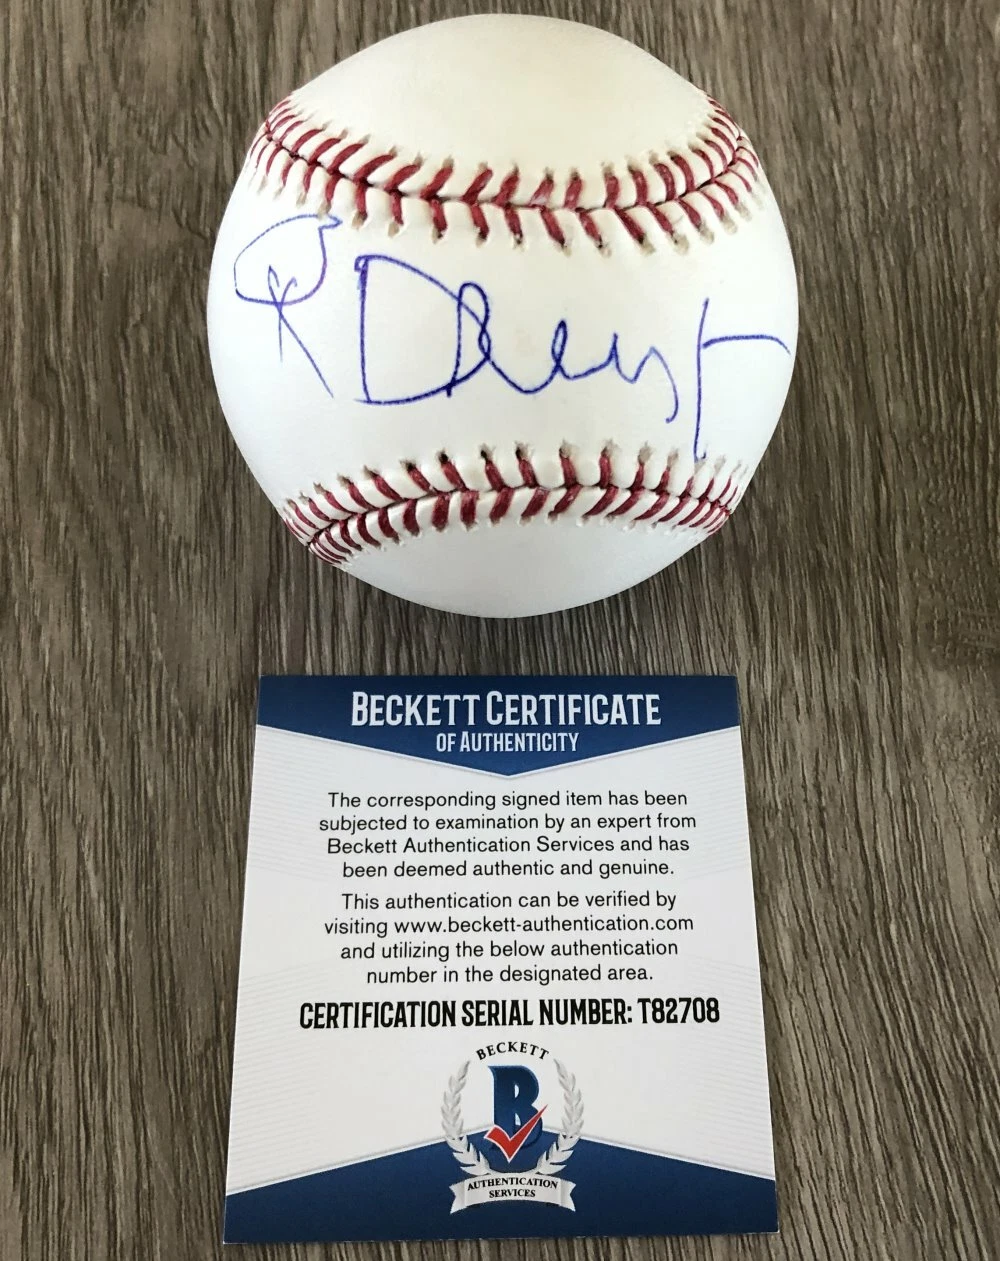 BECKETT CERTIFICATE
OF AUTHENTICITY
The corresponding signed item has been
subjected to examination by an expert from
Beckett Authentication Services and has
been deemed authentic and genuine.
This authentication can be verified by
visiting www.beckett-authentication.com
and utilizing the below authentication
number in the designated area.
CERTIFICATION SERIAL NUMBER: T82708
BECKETT
B
AUTHENTICATION
SERVICES